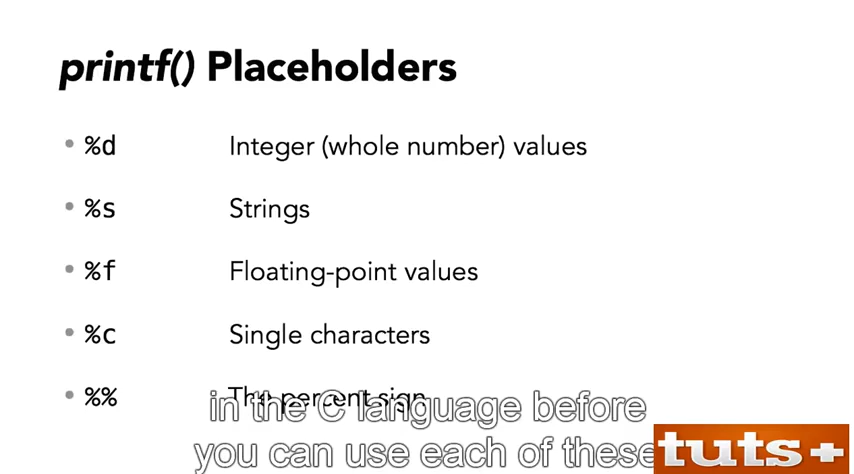 printf() Placeholders
• %d Integer (whole number) values
• %s Strings
• %f Floating-point values
• %c Single characters
• %% The percent sign
in the C language before
you can use each of these
tuts+